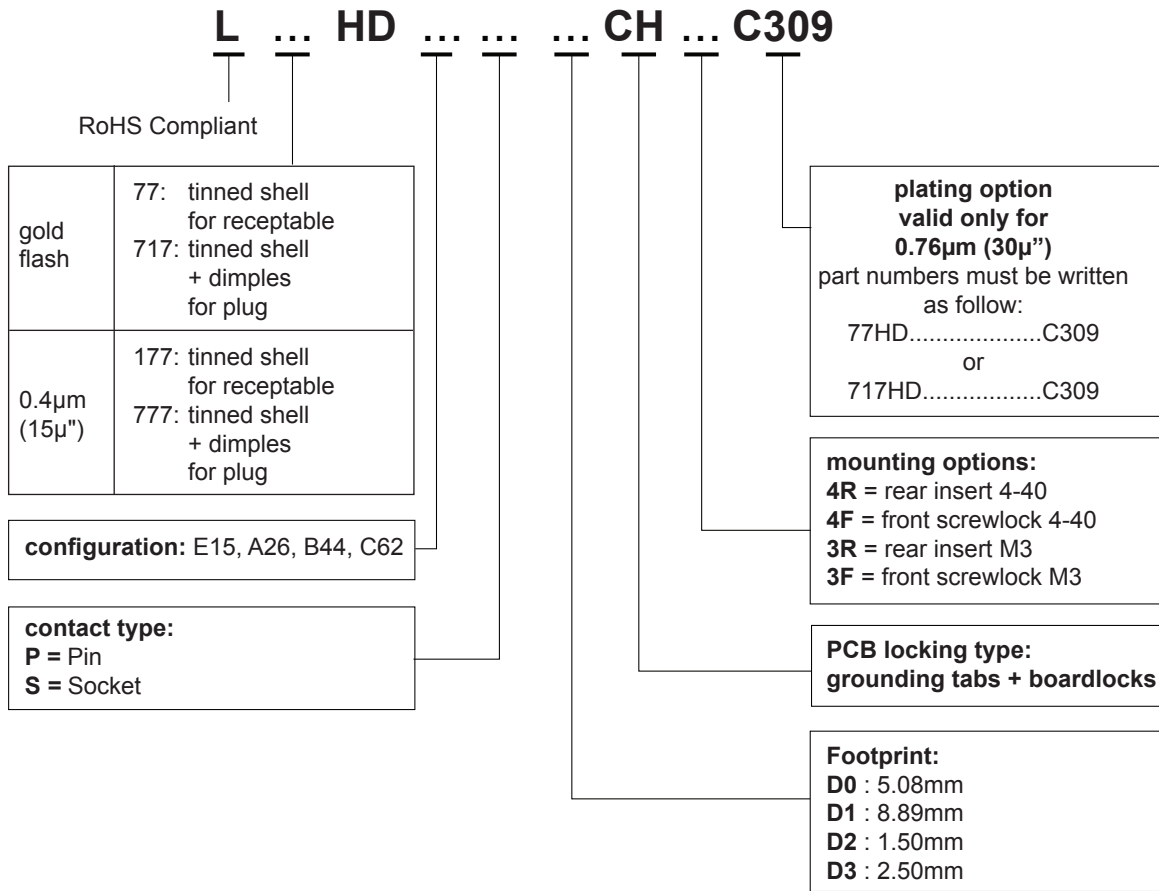 L ... HD ... ... ... CH ... C309
RoHS Compliant
gold
flash
77: tinned shell
for receptable
717: tinned shell
+ dimples
for plug
0.4µm
(15µ")
177: tinned shell
for receptable
777: tinned shell
+ dimples
for plug
configuration: E15, A26, B44, C62
contact type:
P = Pin
S = Socket
plating option
valid only for
0.76µm (30µ”)
part numbers must be written
as follow:
77HD....................C309
or
717HD..................C309
mounting options:
4R = rear insert 4-40
4F = front screwlock 4-40
3R = rear insert M3
3F = front screwlock M3
PCB locking type:
grounding tabs + boardlocks
Footprint:
D0 : 5.08mm
D1 : 8.89mm
D2 : 1.50mm
D3 : 2.50mm